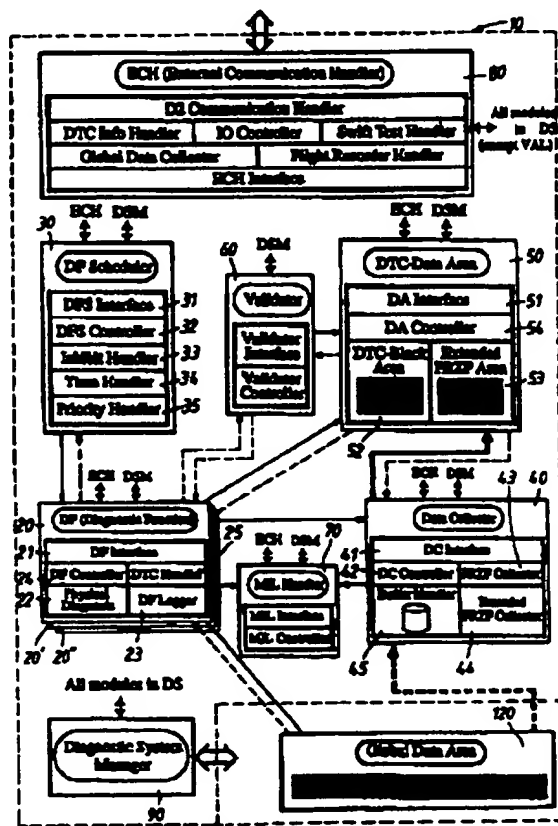 10
ECH (External Communication Handler)
80
D2 Communication Handler
DTC Info Handler
IO Controller
Swift Test Handler
All modules in DS (except VAL)
Global Data Collector
Flight Recorder Handler
ECH Interface
ECH DSM
30
DF Scheduler
DFS Interface 31
DFS Controller 32
Inhibit Handler 33
Time Handler 34
Priority Handler 35
DSM
60
Validator
Validator Interface
Validator Controller
ECH DSM
50
DTC-Data Area
DA Interface 51
DA Controller 54
DTC-Block Area
Extended FRZF Area
53
52
ECH DSM
20
DF (Diagnostic Function)
25
21
DF Interface
24
DF Controller
DTC Handler
22
Physical Diagnosis
DF Logger
23
20'
20"
ECH DSM
70
MIL Handler
MIL Interface
MIL Controller
ECH DSM
43
40
Data Collector
41
DC Interface
42
DC Controller
FRZF Collector
Buffer Handler
Extended FRZF Collector
45
44
All modules in DS
Diagnostic System Manager
90
120
Global Data Area